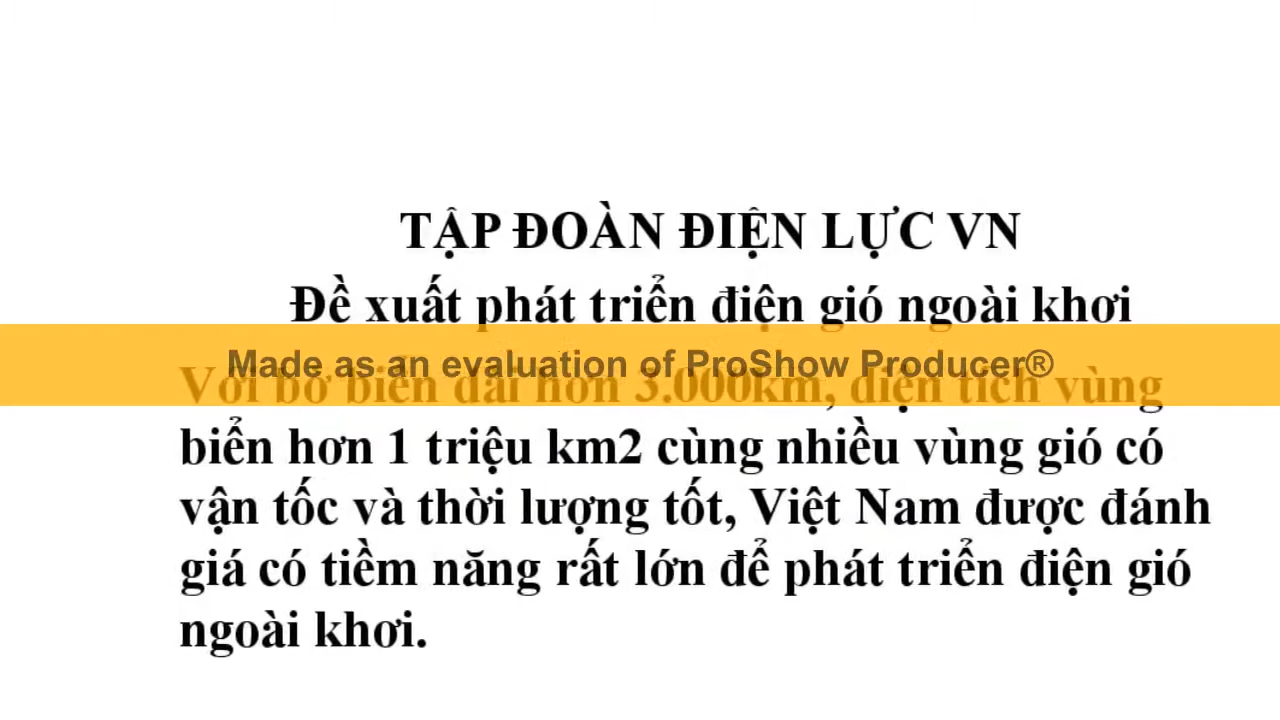 TẬP ĐOÀN ĐIỆN LỰC VN
Đề xuất phát triển điện gió ngoài khơi
Made as an evaluation of ProShow Producer®
Với bờ biển dài hơn 3.000km, diện tích vùng
biển hơn 1 triệu km2 cùng nhiều vùng gió có
vận tốc và thời lượng tốt, Việt Nam được đánh
giá có tiềm năng rất lớn để phát triển điện gió
ngoài khơi.